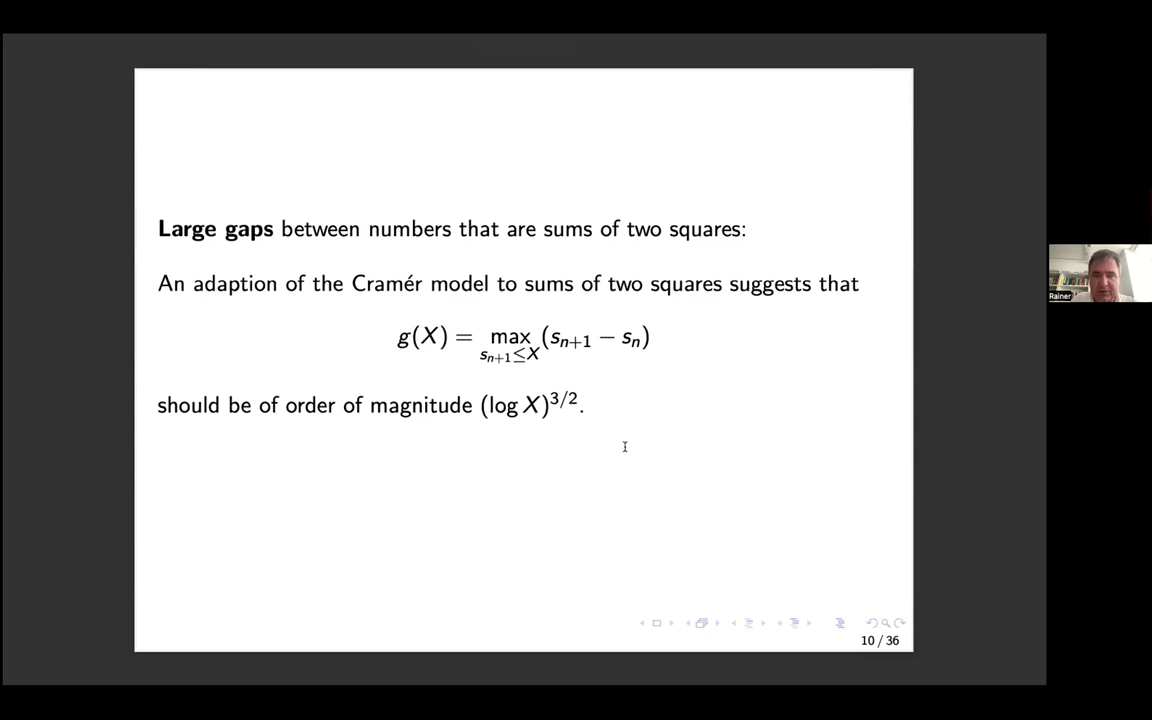 Large gaps between numbers that are sums of two squares:
An adaption of the Cramér model to sums of two squares suggests that
g(X) = max_{s_{n+1}≤X} (s_{n+1} − s_n)
should be of order of magnitude (log X)^{3/2}.
10 / 36
Rainer